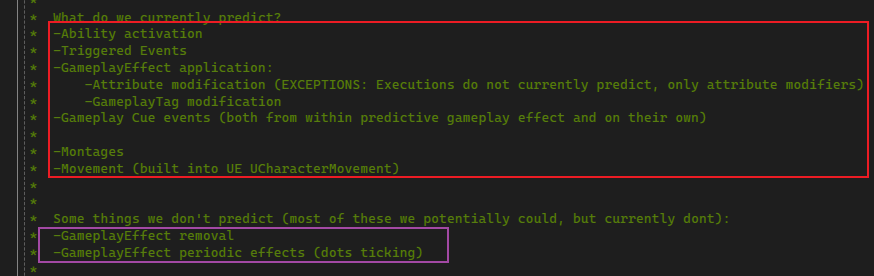 *
* What do we currently predict?
* -Ability activation
* -Triggered Events
* -GameplayEffect application:
*     -Attribute modification (EXCEPTIONS: Executions do not currently predict, only attribute modifiers)
*     -GameplayTag modification
* -Gameplay Cue events (both from within predictive gameplay effect and on their own)
*
* -Montages
* -Movement (built into UE UCharacterMovement)
*
*
* Some things we don't predict (most of these we potentially could, but currently dont):
* -GameplayEffect removal
* -GameplayEffect periodic effects (dots ticking)
*